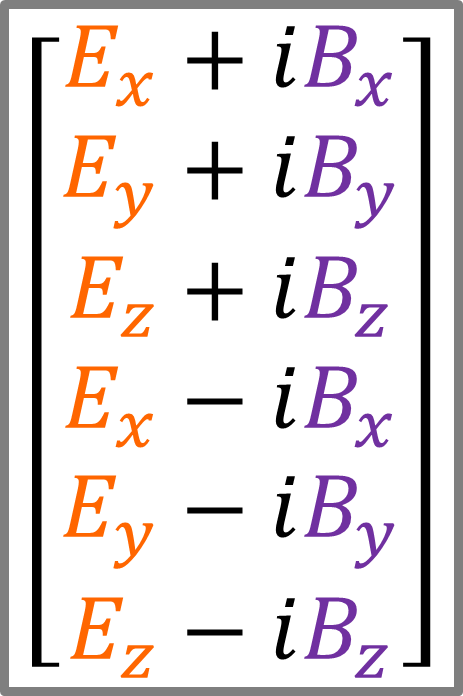 E_x + iB_x
E_y + iB_y
E_z + iB_z
E_x − iB_x
E_y − iB_y
E_z − iB_z